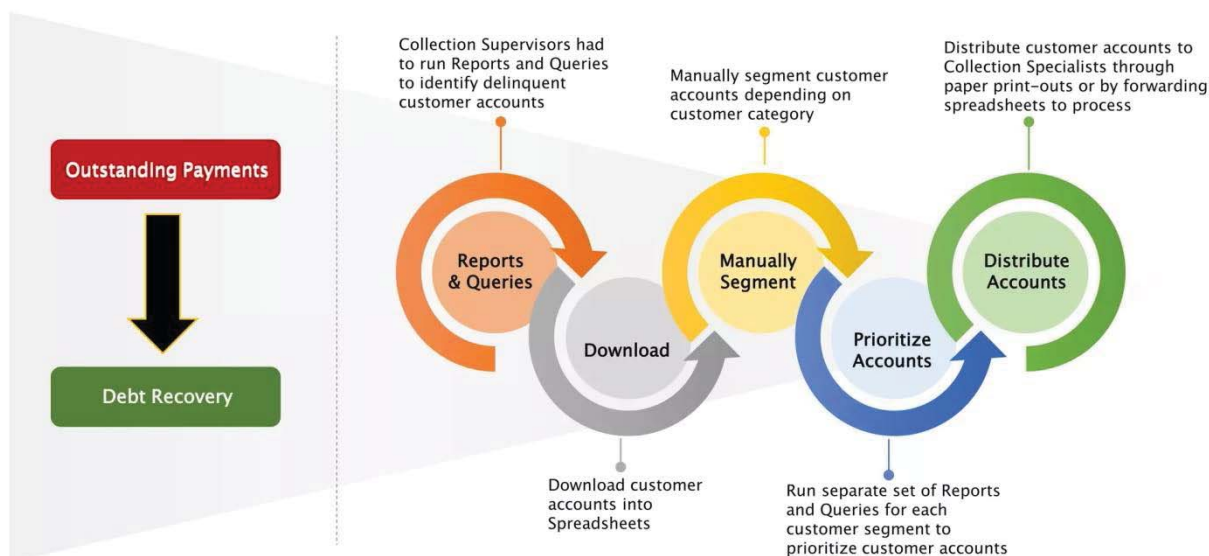 Collection Supervisors had
to run Reports and Queries
to identify delinquent
customer accounts
Manually segment customer
accounts depending on
customer category
Distribute customer accounts to
Collection Specialists through
paper print-outs or by forwarding
spreadsheets to process
Outstanding Payments
Debt Recovery
Reports
& Queries
Download
Manually
Segment
Prioritize
Accounts
Distribute
Accounts
Download customer
accounts into
Spreadsheets
Run separate set of Reports
and Queries for each
customer segment to
prioritize customer accounts